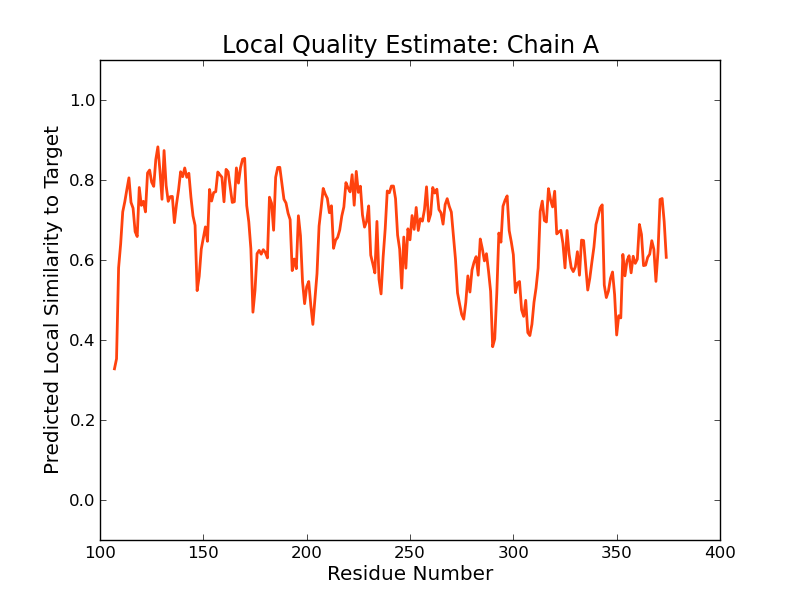 Local Quality Estimate: Chain A
Predicted Local Similarity to Target
1.0
0.8
0.6
0.4
0.2
0.0
100 150 200 250 300 350 400
Residue Number